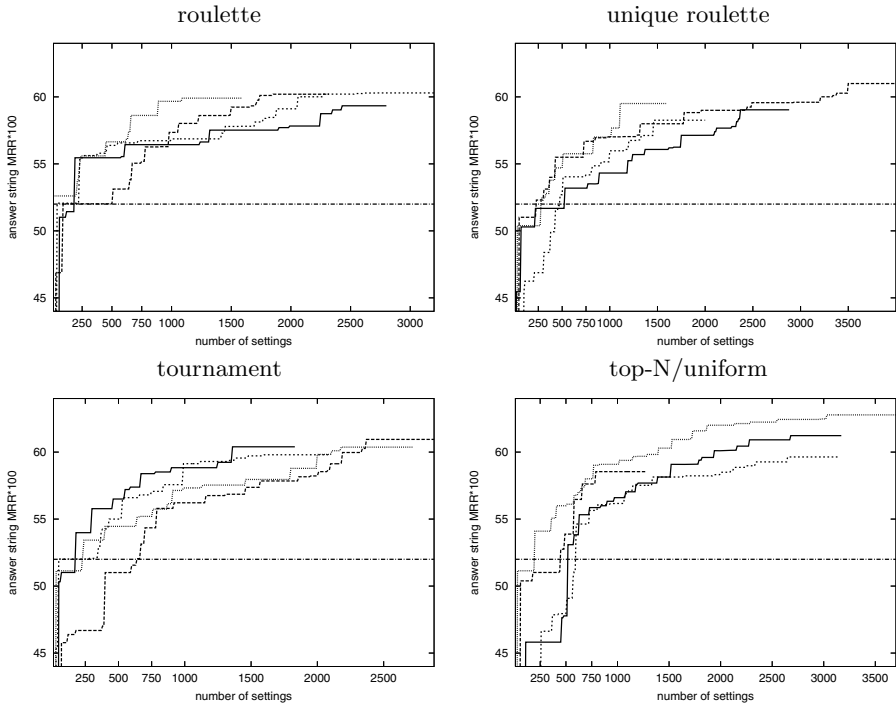 roulette
unique roulette
answer string MRR*100
60
55
50
45
250 500 750 1000 1500 2000 2500 3000
number of settings
answer string MRR*100
60
55
50
45
250 500 750 1000 1500 2000 2500 3000 3500
number of settings
tournament
top-N/uniform
answer string MRR*100
60
55
50
45
250 500 750 1000 1500 2000 2500
number of settings
answer string MRR*100
60
55
50
45
250 500 750 1000 1500 2000 2500 3000 3500
number of settings